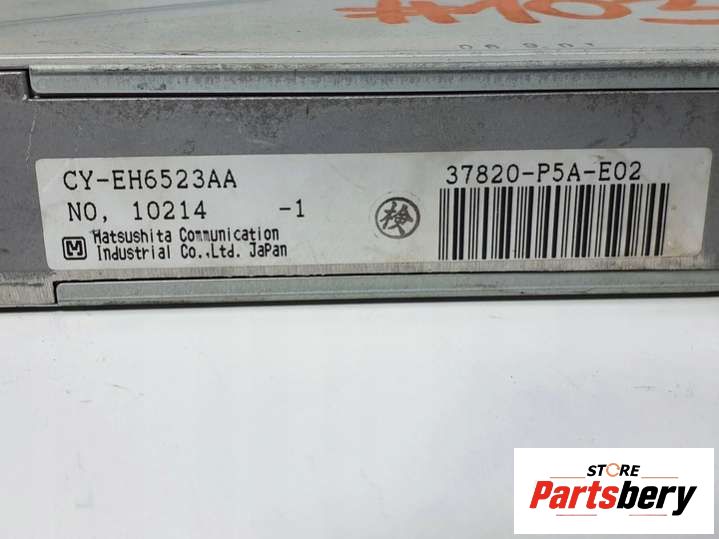 CY-EH6523AA
NO, 10214 -1
M Matsushita Communication
Industrial Co.,Ltd. Japan
検
37820-P5A-E02
STORE
Partsbery